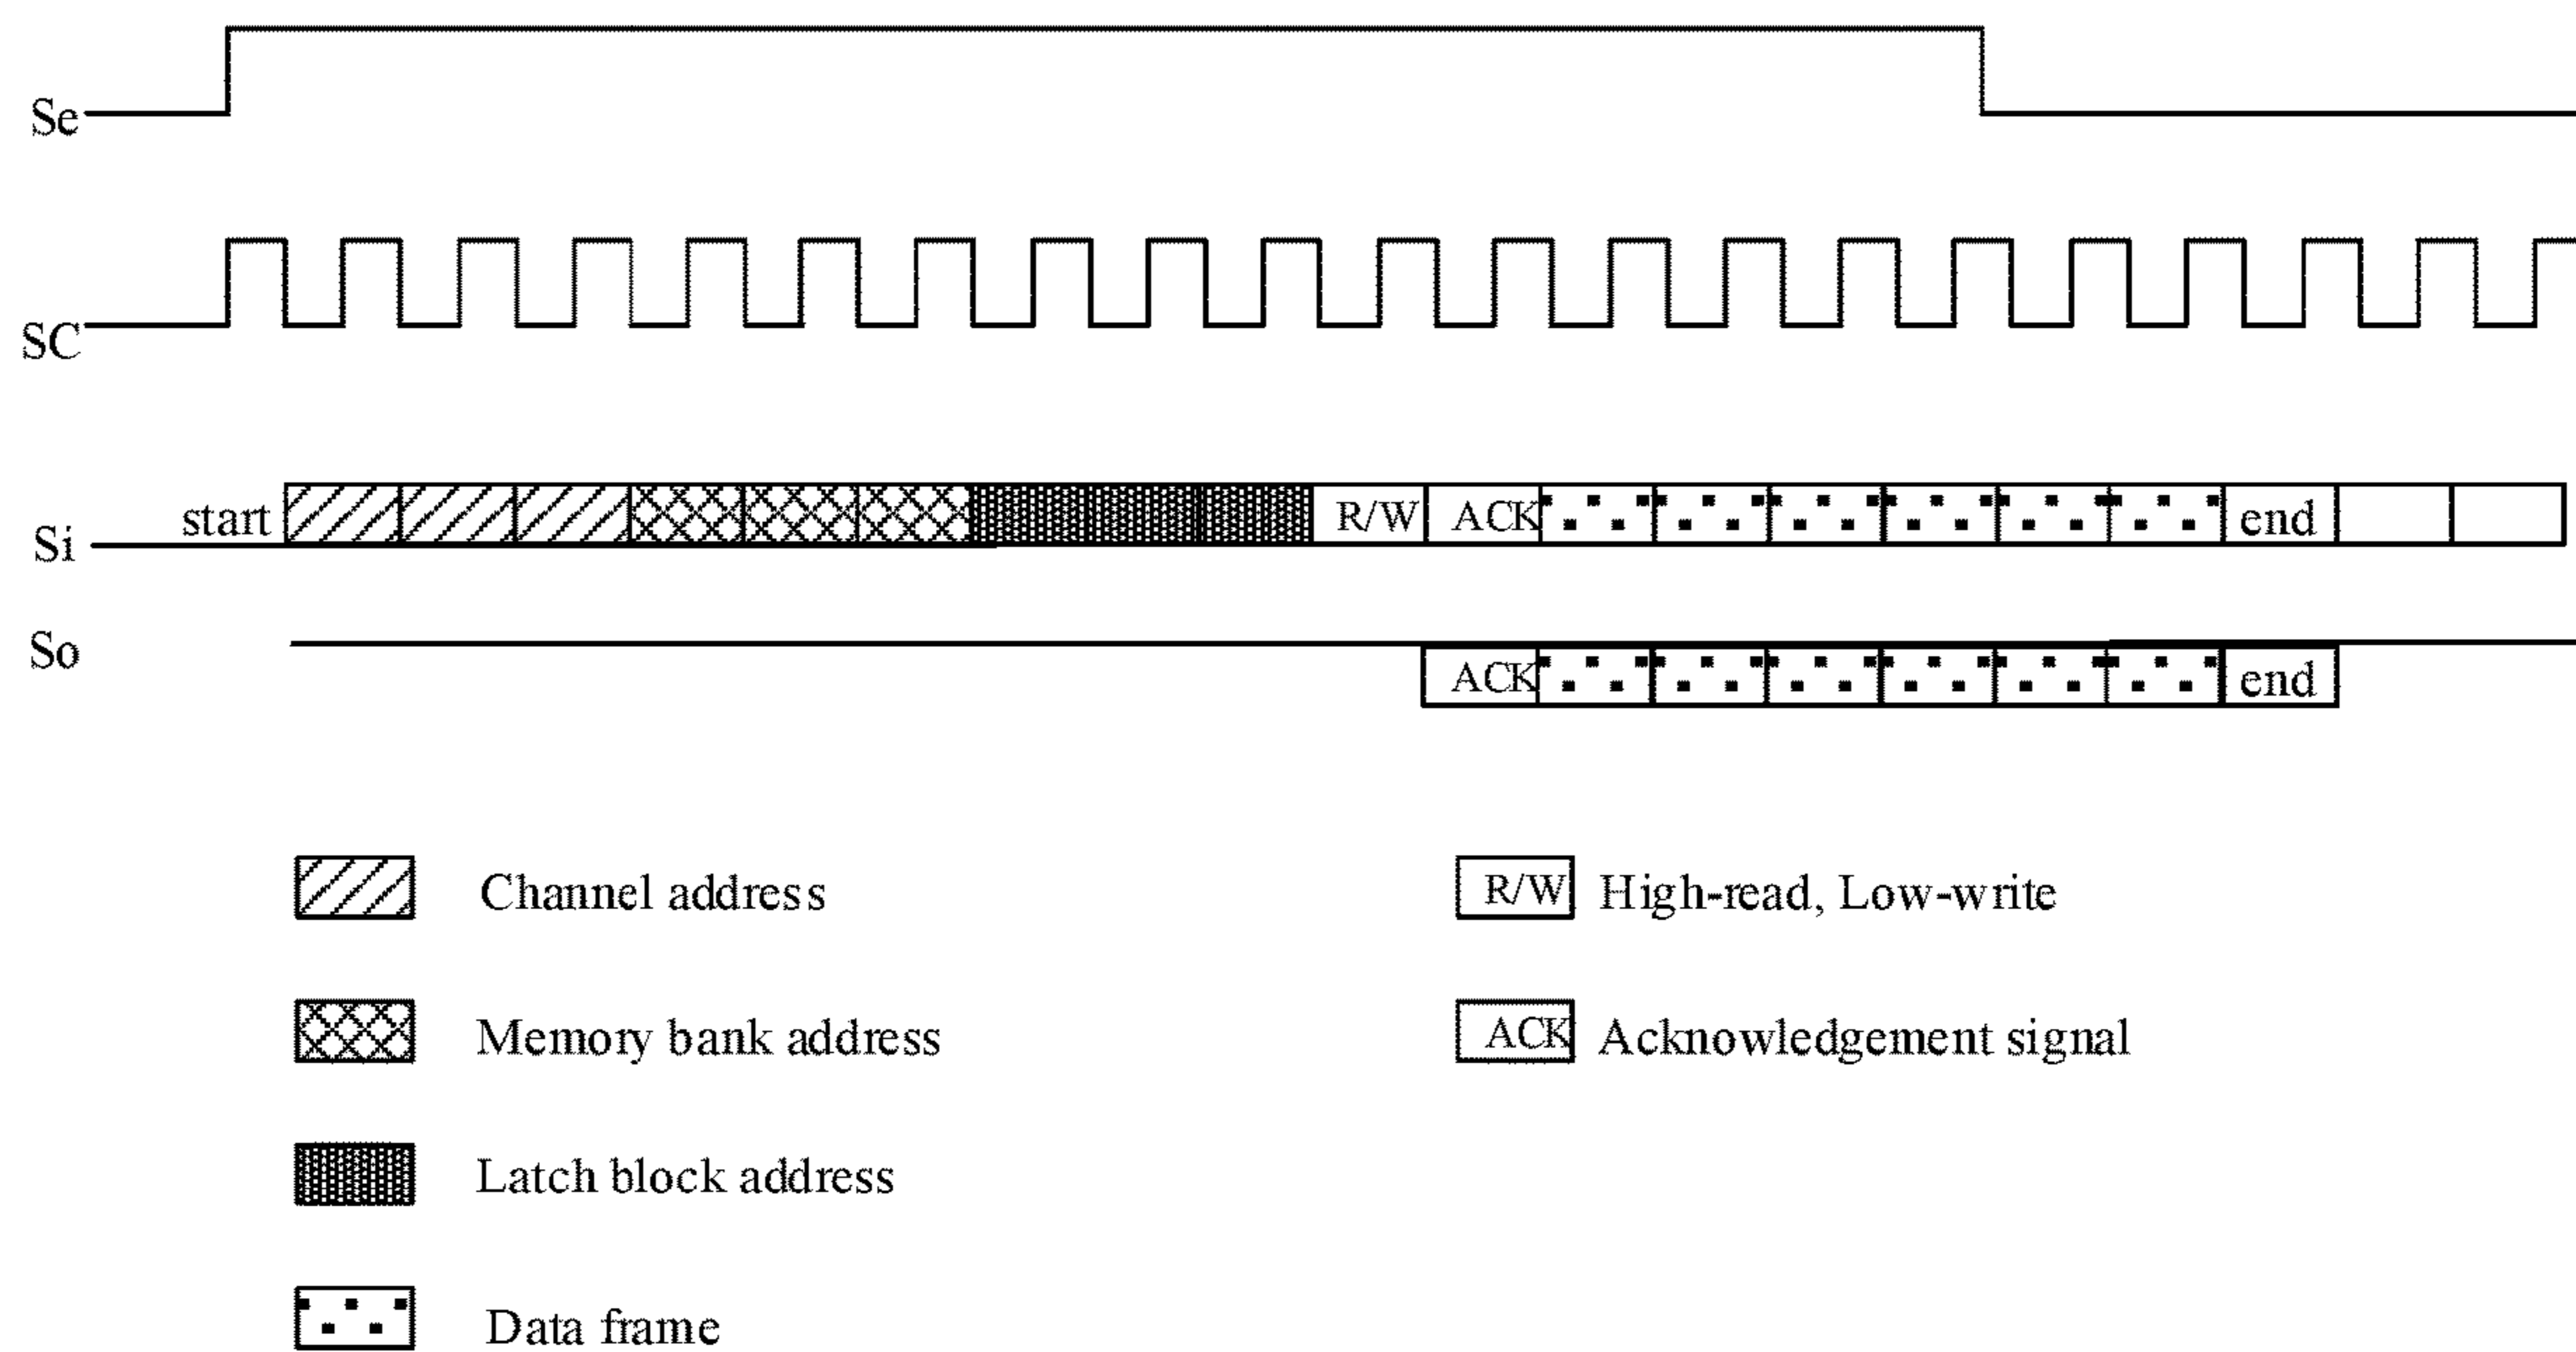 Se
SC
start
Si
R/W ACK end
So
ACK end
Channel address
R/W High-read, Low-write
Memory bank address
ACK Acknowledgement signal
Latch block address
Data frame